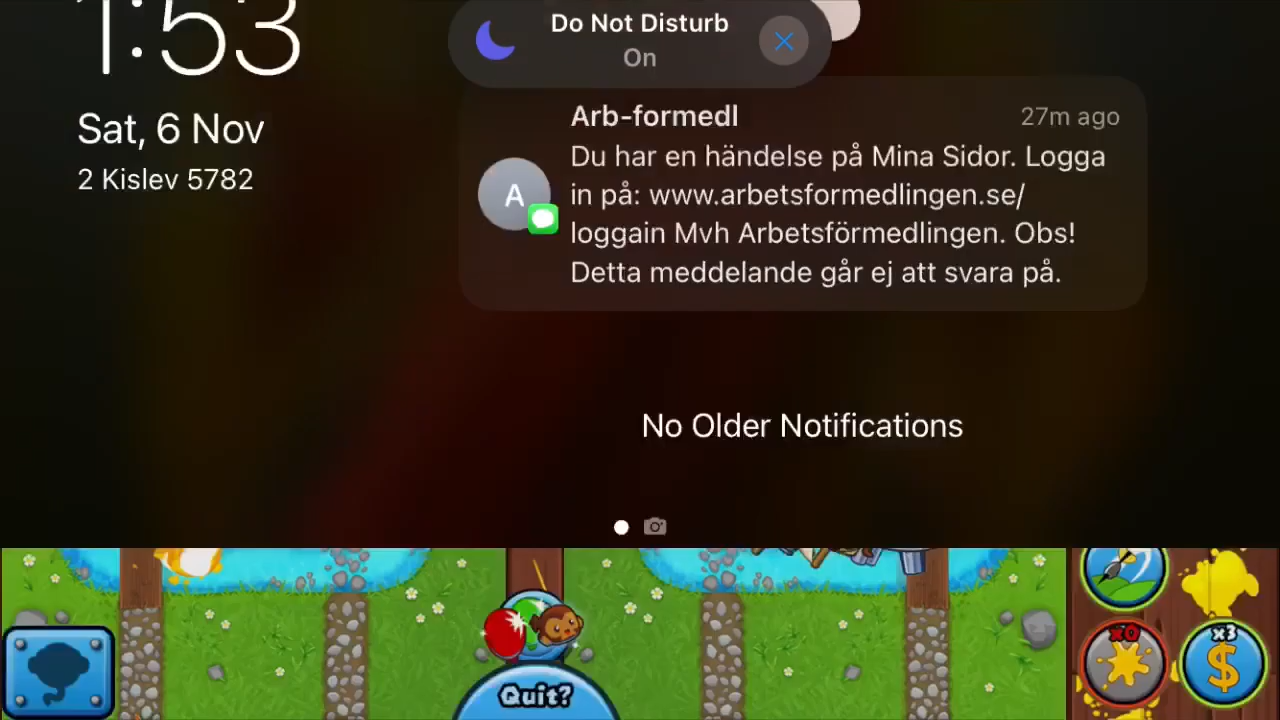 1:53
Do Not Disturb
On
Sat, 6 Nov
2 Kislev 5782
Arb-formedl
27m ago
A
Du har en händelse på Mina Sidor. Logga
in på: www.arbetsformedlingen.se/
loggain Mvh Arbetsförmedlingen. Obs!
Detta meddelande går ej att svara på.
No Older Notifications
x0
x3
$
Quit?